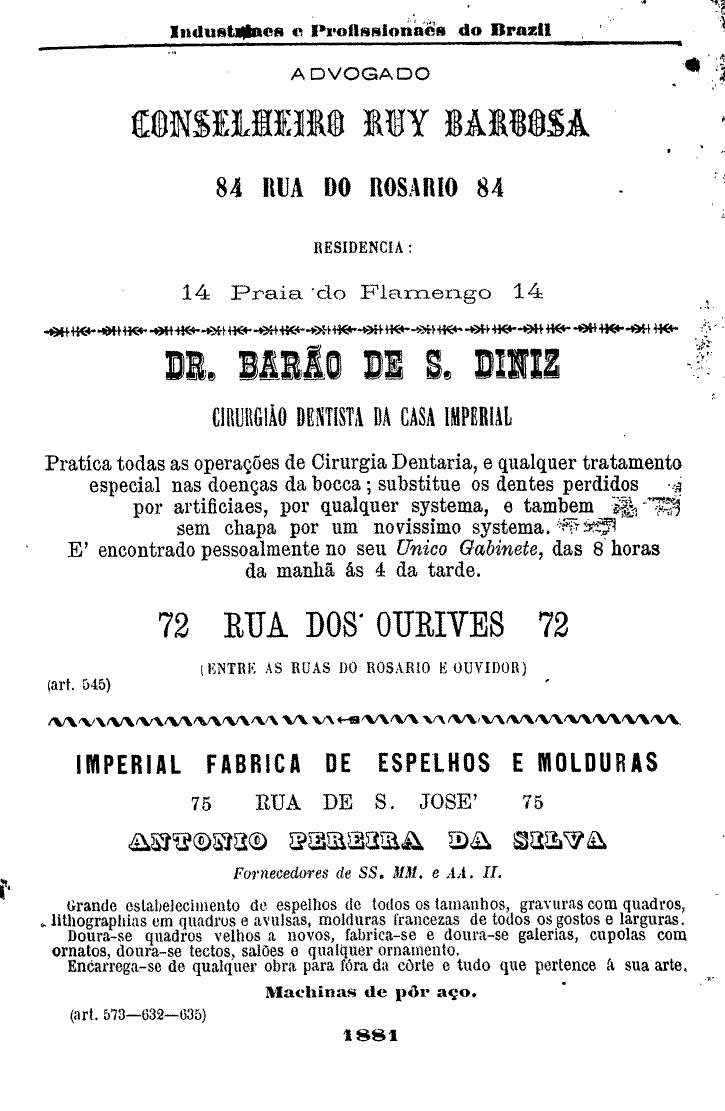 Industriaes e Profissionaes do Brazil
ADVOGADO
CONSELHEIRO RUY BARBOSA
84 RUA DO ROSARIO 84
RESIDENCIA:
14 Praia do Flamengo 14
DR. BARÃO DE S. DINIZ
CIRURGIÃO DENTISTA DA CASA IMPERIAL
Pratica todas as operações de Cirurgia Dentaria, e qualquer tratamento
especial nas doenças da bocca; substitue os dentes perdidos
por artificiaes, por qualquer systema, e tambem
sem chapa por um novissimo systema.
E' encontrado pessoalmente no seu Unico Gabinete, das 8 horas
da manhã ás 4 da tarde.
72 RUA DOS OURIVES 72
(ENTRE AS RUAS DO ROSARIO E OUVIDOR)
(art. 545)
IMPERIAL FABRICA DE ESPELHOS E MOLDURAS
75 RUA DE S. JOSE' 75
ANTONIO PEREIRA DA SILVA
Fornecedores de SS. MM. e AA. II.
Grande estabelecimento de espelhos de todos os tamanhos, gravuras com quadros,
lithographias em quadros e avulsas, molduras francezas de todos os gostos e larguras.
Doura-se quadros velhos a novos, fabrica-se e doura-se galerias, cupolas com
ornatos, doura-se tectos, salões e qualquer ornamento.
Encarrega-se de qualquer obra para fóra da côrte e tudo que pertence á sua arte.
Machinas de pôr aço.
(art. 573—632—635)
1881